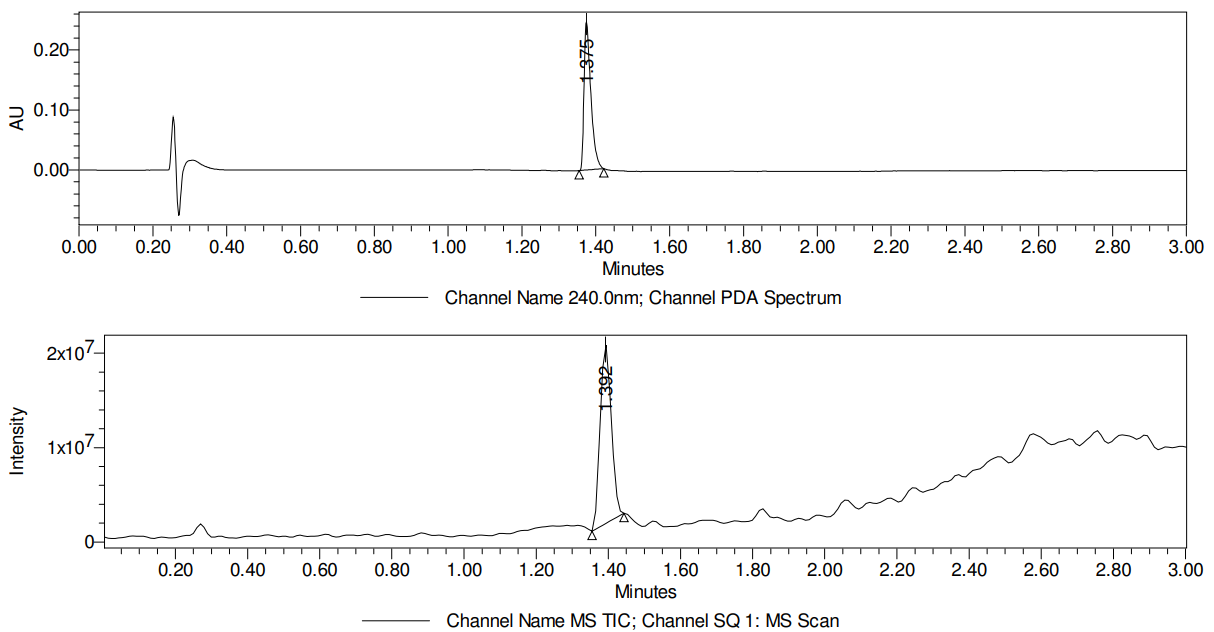 0.20
0.10
0.00
AU
1.375
0.00 0.20 0.40 0.60 0.80 1.00 1.20 1.40 1.60 1.80 2.00 2.20 2.40 2.60 2.80 3.00
Minutes
Channel Name 240.0nm; Channel PDA Spectrum
2x10⁷
1x10⁷
0
Intensity
1.392
0.20 0.40 0.60 0.80 1.00 1.20 1.40 1.60 1.80 2.00 2.20 2.40 2.60 2.80 3.00
Minutes
Channel Name MS TIC; Channel SQ 1: MS Scan